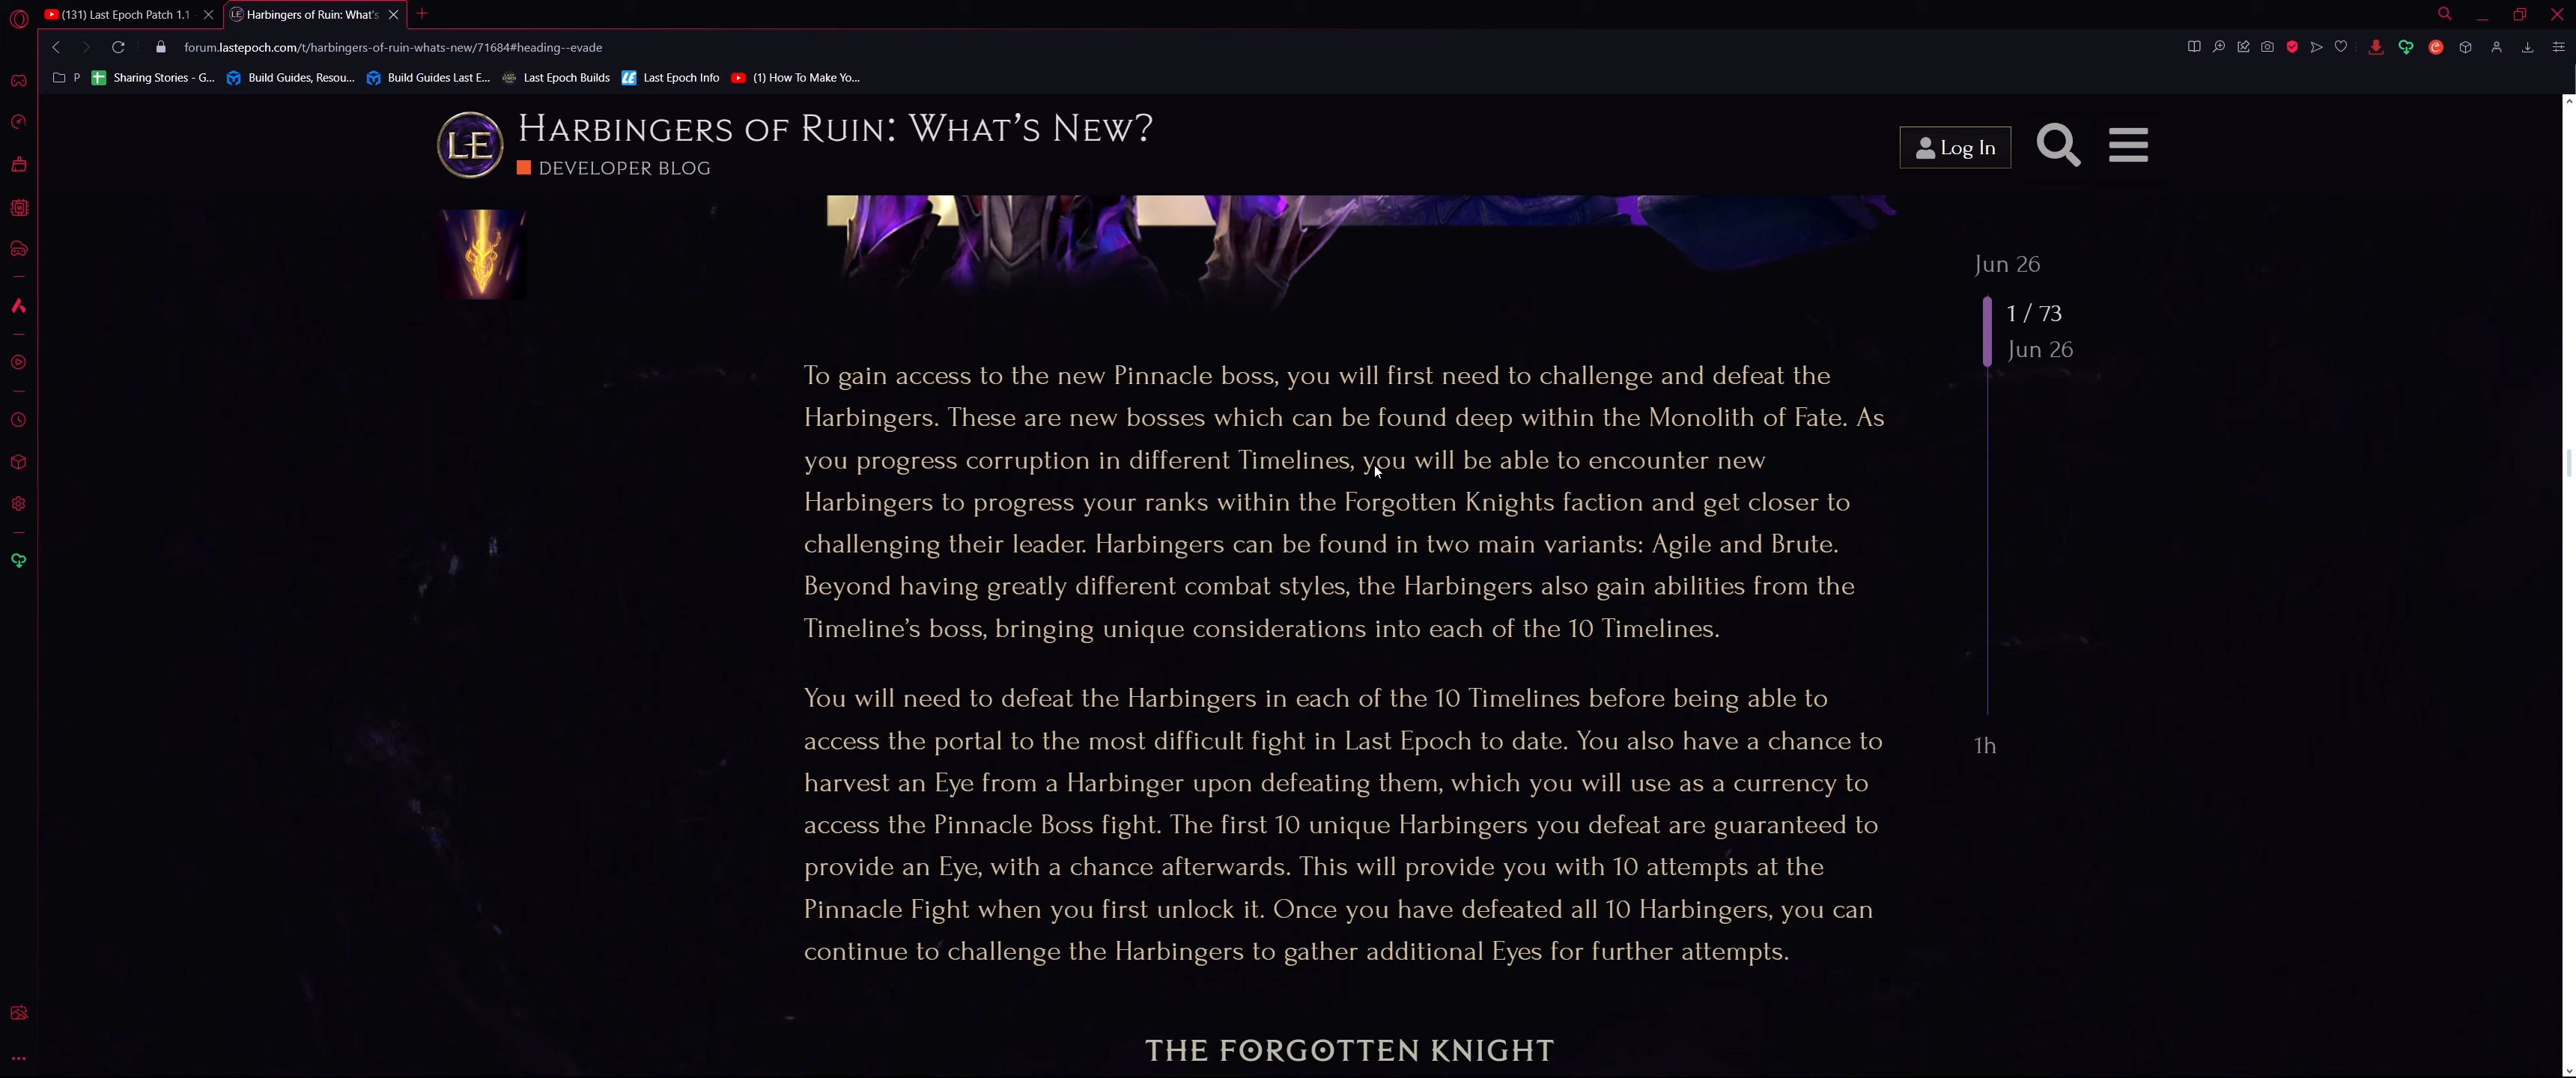 (131) Last Epoch Patch 1.1
Harbingers of Ruin: What's
forum.lastepoch.com/t/harbingers-of-ruin-whats-new/71684#heading--evade
P
Sharing Stories - G...
Build Guides, Resou...
Build Guides Last E...
Last Epoch Builds
Last Epoch Info
(1) How To Make Yo...
LE
Harbingers of Ruin: What's New?
DEVELOPER BLOG
Log In
Jun 26
1 / 73
Jun 26
1h
To gain access to the new Pinnacle boss, you will first need to challenge and defeat the
Harbingers. These are new bosses which can be found deep within the Monolith of Fate. As
you progress corruption in different Timelines, you will be able to encounter new
Harbingers to progress your ranks within the Forgotten Knights faction and get closer to
challenging their leader. Harbingers can be found in two main variants: Agile and Brute.
Beyond having greatly different combat styles, the Harbingers also gain abilities from the
Timeline's boss, bringing unique considerations into each of the 10 Timelines.
You will need to defeat the Harbingers in each of the 10 Timelines before being able to
access the portal to the most difficult fight in Last Epoch to date. You also have a chance to
harvest an Eye from a Harbinger upon defeating them, which you will use as a currency to
access the Pinnacle Boss fight. The first 10 unique Harbingers you defeat are guaranteed to
provide an Eye, with a chance afterwards. This will provide you with 10 attempts at the
Pinnacle Fight when you first unlock it. Once you have defeated all 10 Harbingers, you can
continue to challenge the Harbingers to gather additional Eyes for further attempts.
THE FORGOTTEN KNIGHT